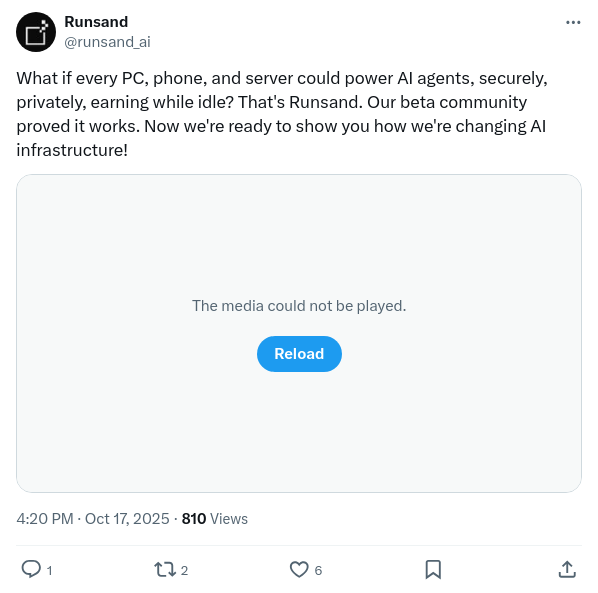 Runsand
@runsand_ai
What if every PC, phone, and server could power AI agents, securely,
privately, earning while idle? That's Runsand. Our beta community
proved it works. Now we're ready to show you how we're changing AI
infrastructure!
The media could not be played.
Reload
4:20 PM · Oct 17, 2025 · 810 Views
1 2 6